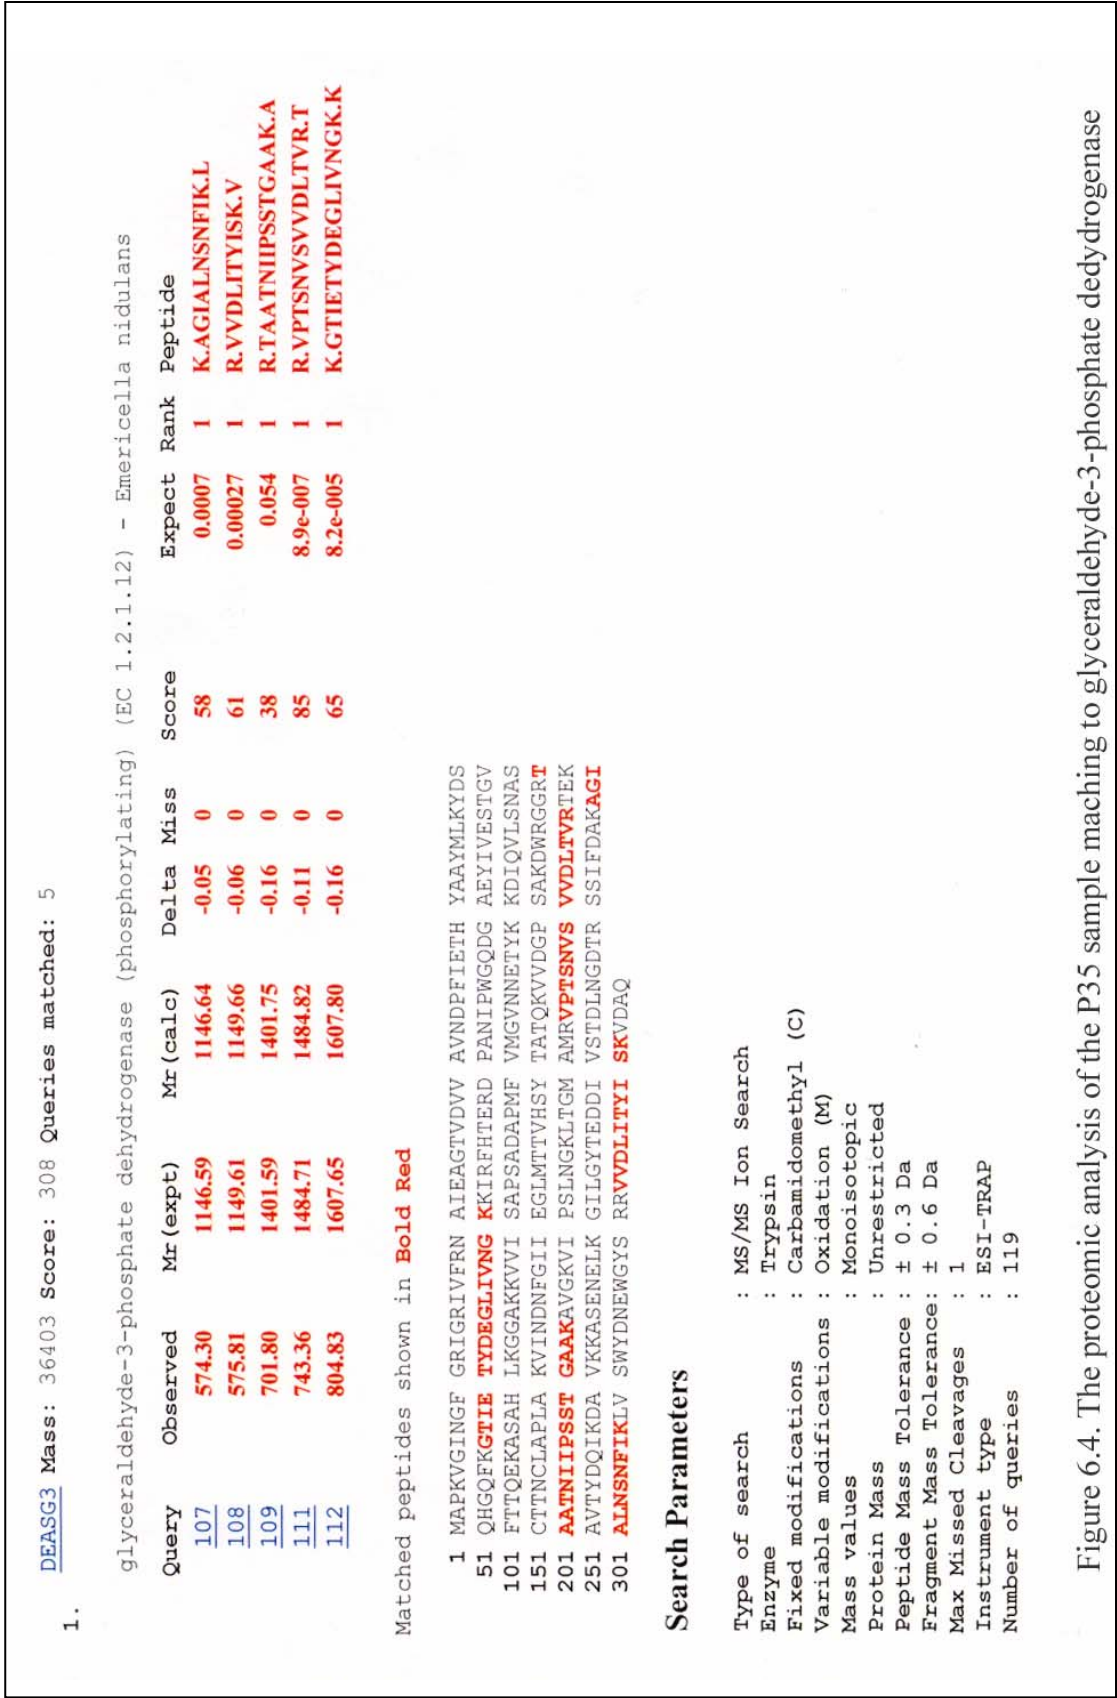 DEASG3 Mass: 36403 Score: 308 Queries matched: 5
1.
glyceraldehyde-3-phosphate dehydrogenase (phosphorylating) (EC 1.2.1.12) - Emericella nidulans
Query Observed Mr(expt) Mr(calc) Delta Miss Score Expect Rank Peptide
107 574.30 1146.59 1146.64 -0.05 0 58 0.0007 1 K.AGIALNSNFIK.L
108 575.81 1149.61 1149.66 -0.06 0 61 0.00027 1 R.VVDLITYISK.V
109 701.80 1401.59 1401.75 -0.16 0 38 0.054 1 R.TAATNIIPSSTGAAK.A
111 743.36 1484.71 1484.82 -0.11 0 85 8.9e-007 1 R.VPTSNVSVVDLTVR.T
112 804.83 1607.65 1607.80 -0.16 0 65 8.2e-005 1 K.GTIETYDEGLIVNGK.K
Matched peptides shown in Bold Red
1 MAPKVGINGF GRIGRIVFRN AIEAGTVDVV AVNDPFIETH YAAYMLKYDS
51 QHGQFKGTIE TYDEGLIVNG KKIRFHTERD PANIPWGQDG AEYIVESTGV
101 FTTQEKASAH LKGGAKKVVI SAPSADAPMF VMGVNNETYK KDIQVLSNAS
151 CTTNCLAPLA KVINDNFGII EGLMTTVHSY TATQKVVDGP SAKDWRGGRT
201 AATNIIPSST GAAKAVGKVI PSLNGKLTGM AMRVPTSNVS VVDLTVRTEK
251 AVTYDQIKDA VKKASENELK GILGYTEDDI VSTDLNGDTR SSIFDAKAGI
301 ALNSNFIKLV SWYDNEWGYS RRVVDLITYI SKVDAQ
Search Parameters
Type of search : MS/MS Ion Search
Enzyme : Trypsin
Fixed modifications : Carbamidomethyl (C)
Variable modifications : Oxidation (M)
Mass values : Monoisotopic
Protein Mass : Unrestricted
Peptide Mass Tolerance : ± 0.3 Da
Fragment Mass Tolerance: ± 0.6 Da
Max Missed Cleavages : 1
Instrument type : ESI-TRAP
Number of queries : 119
Figure 6.4. The proteomic analysis of the P35 sample maching to glyceraldehyde-3-phosphate dedydrogenase